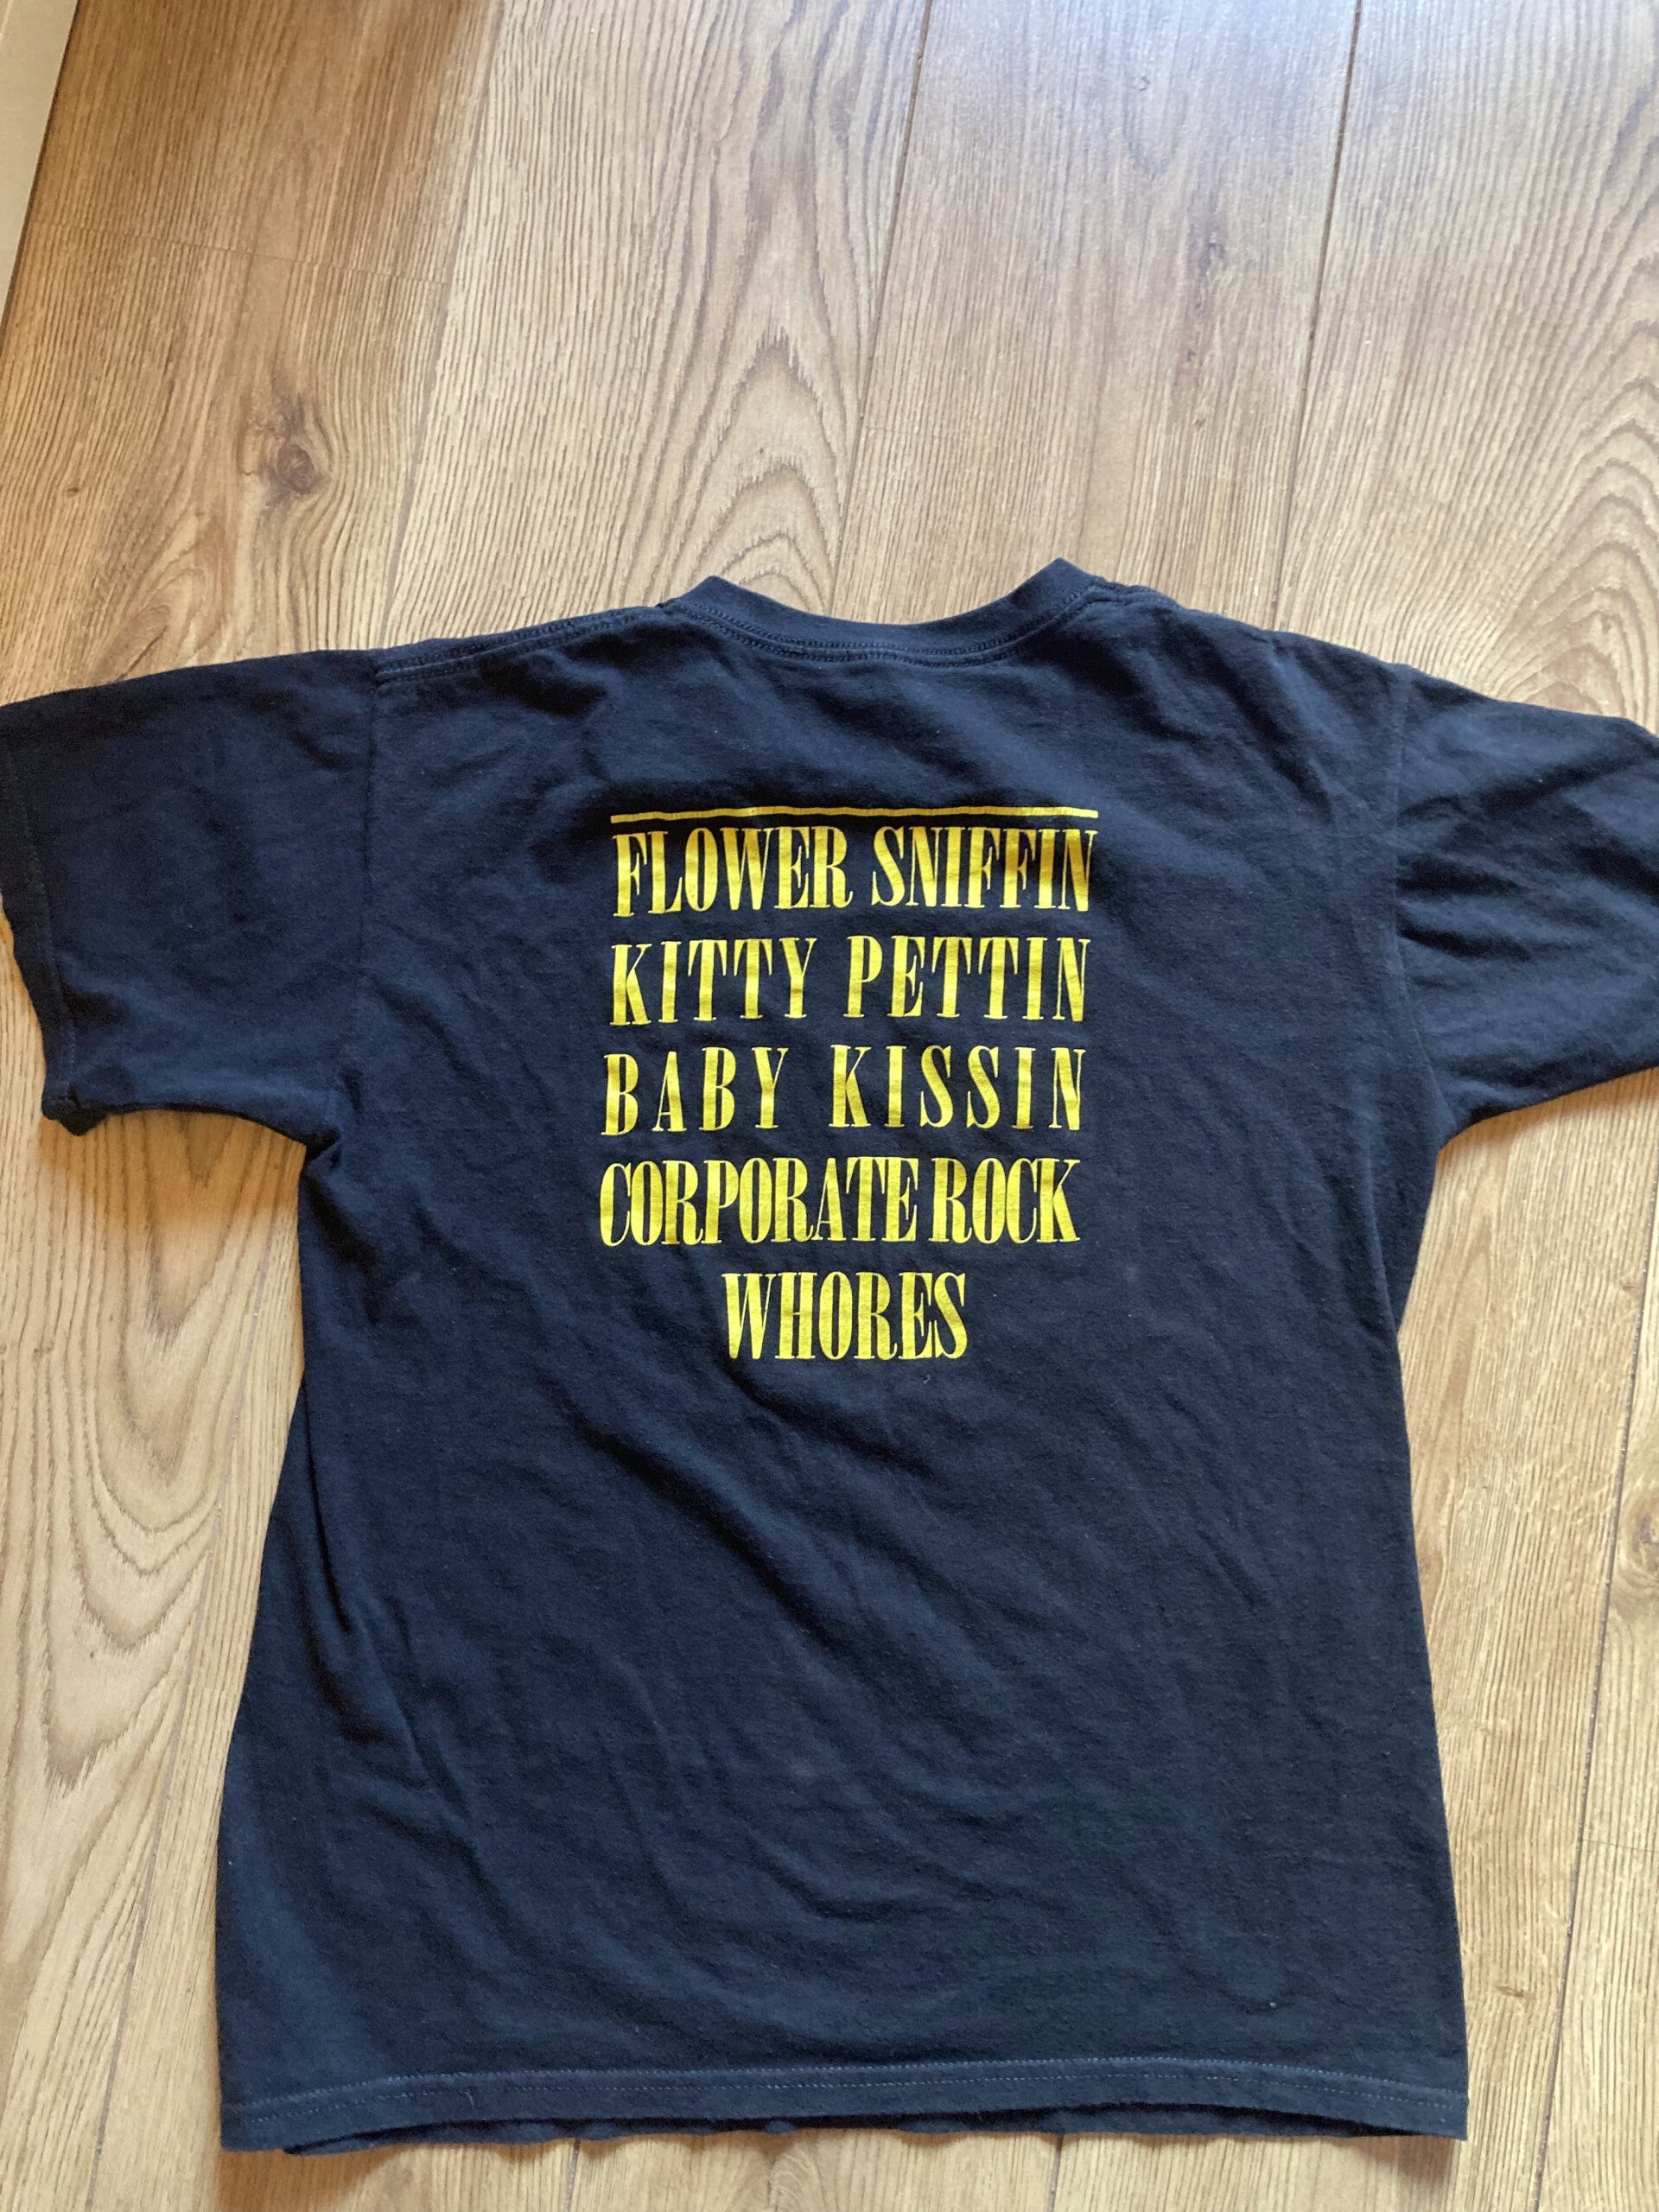 FLOWER SNIFFIN
KITTY PETTIN
BABY KISSIN
CORPORATE ROCK
WHORES